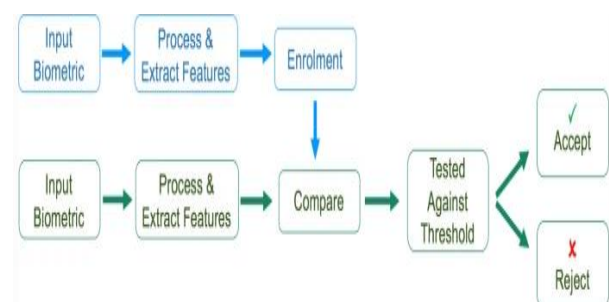 Input
Biometric
Process &
Extract Features
Enrolment
Input
Biometric
Process &
Extract Features
Compare
Tested
Against
Threshold
✓
Accept
✗
Reject